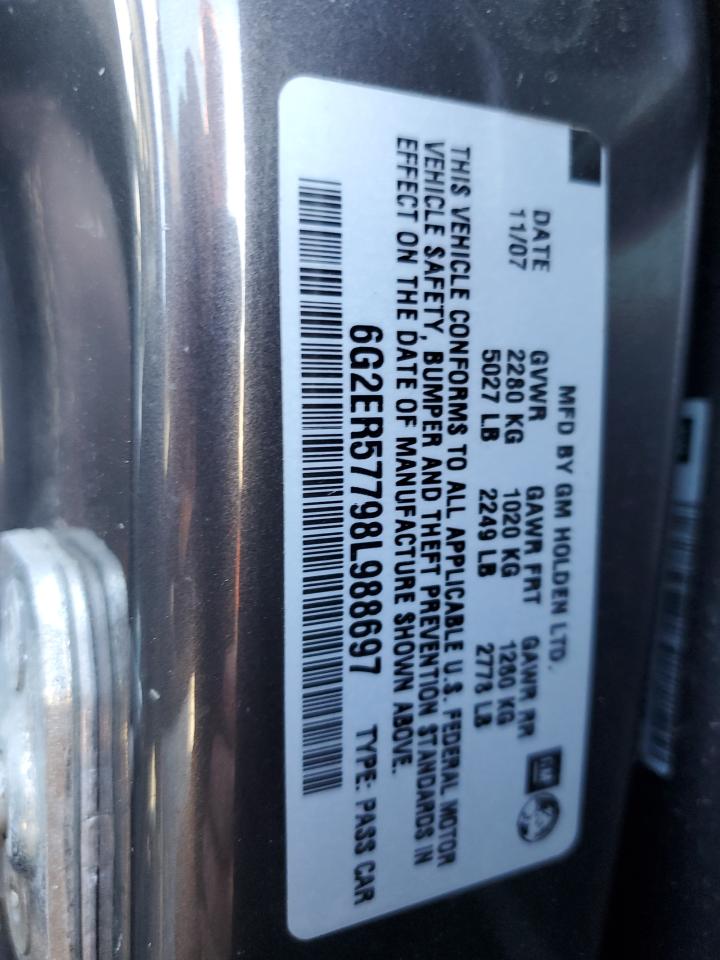 MFD BY GM HOLDEN LTD.
DATE GVWR GAWR FRT GAWR RR
11/07 2280 KG 1020 KG 1260 KG
5027 LB 2249 LB 2778 LB
THIS VEHICLE CONFORMS TO ALL APPLICABLE U.S. FEDERAL MOTOR
VEHICLE SAFETY, BUMPER AND THEFT PREVENTION STANDARDS IN
EFFECT ON THE DATE OF MANUFACTURE SHOWN ABOVE.
6G2ER57798L988697 TYPE: PASS CAR
GM